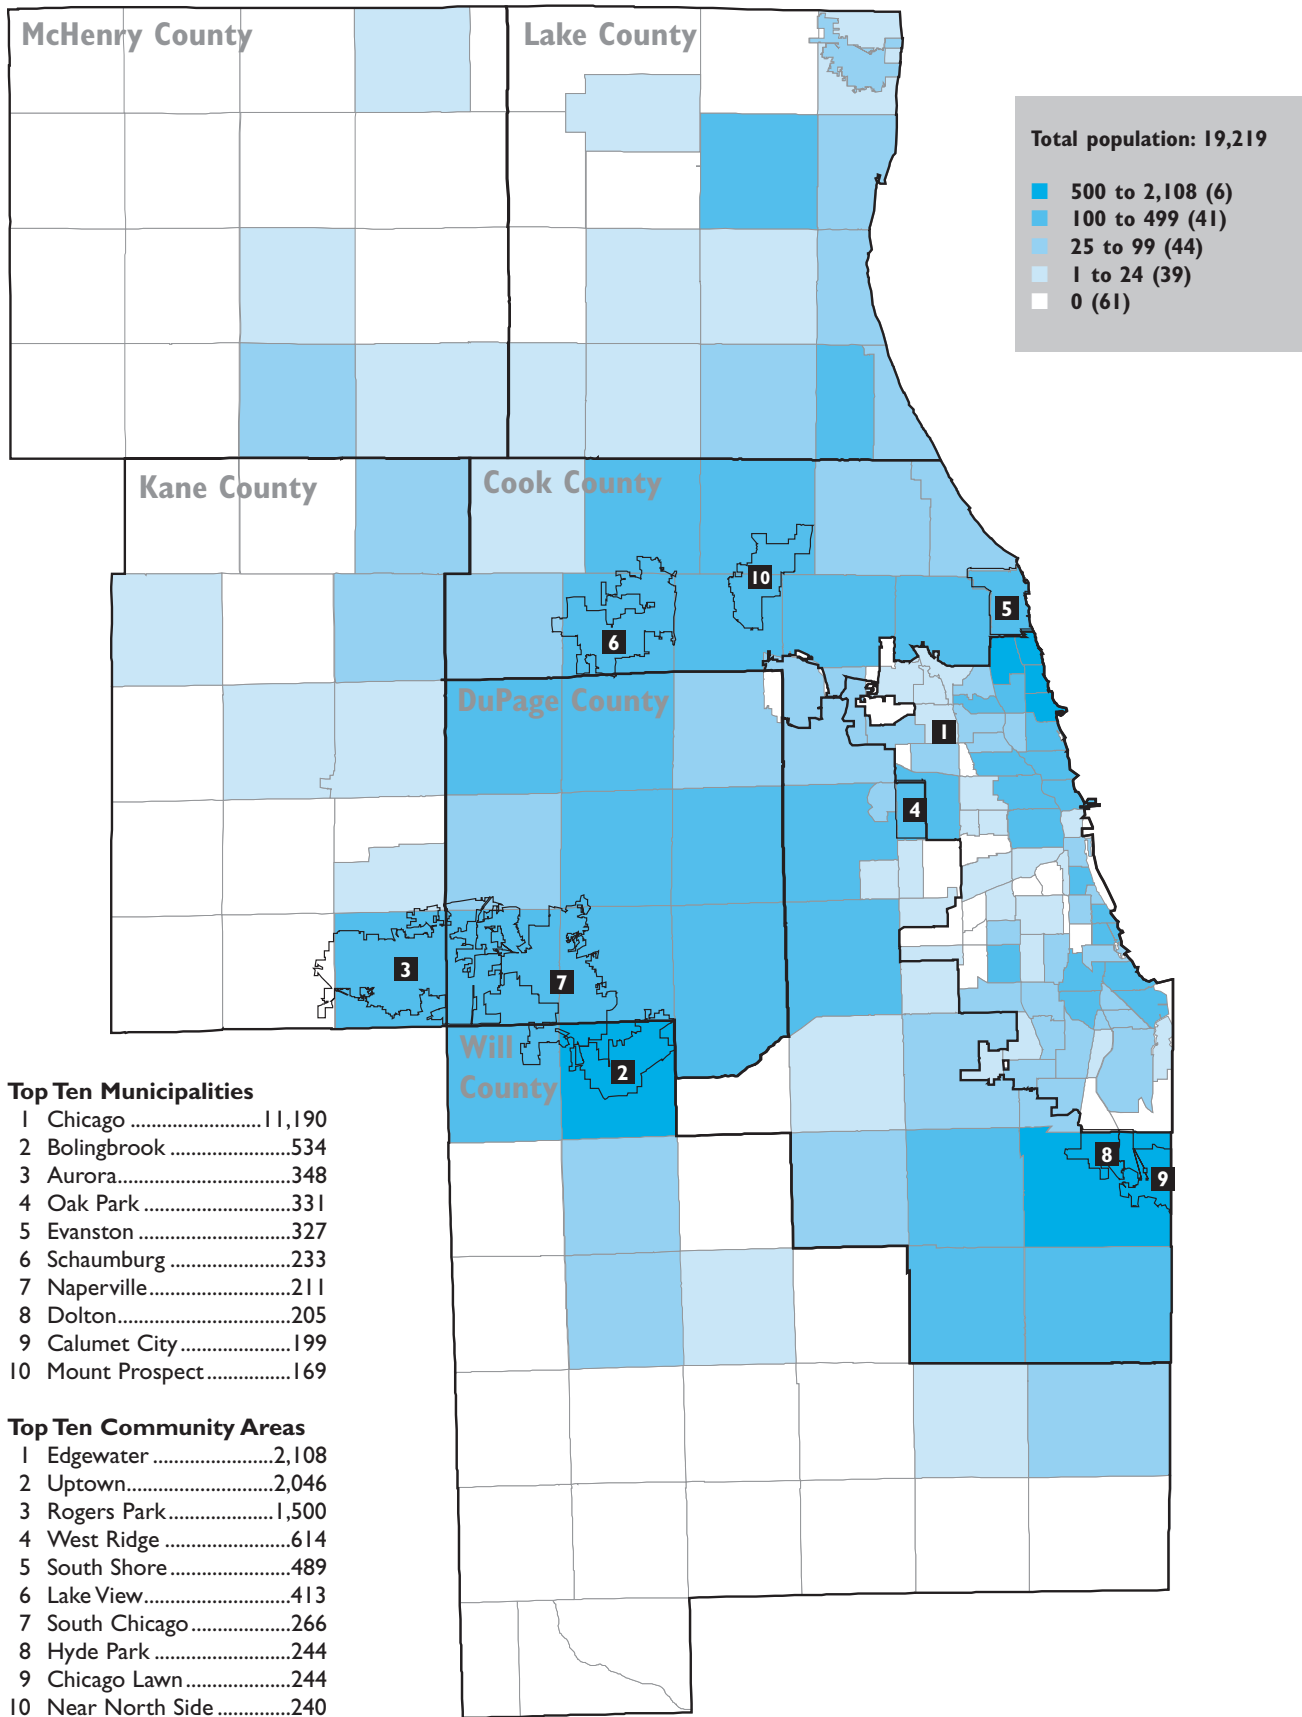 McHenry County
Lake County
Total population: 19,219
500 to 2,108 (6)
100 to 499 (41)
25 to 99 (44)
1 to 24 (39)
0 (61)
Kane County
Cook County
10
5
6
DuPage County
1
4
3
7
Will
County
2
8
9
Top Ten Municipalities
1 Chicago ..........................11,190
2 Bolingbrook ........................534
3 Aurora..................................348
4 Oak Park .............................331
5 Evanston ..............................327
6 Schaumburg ........................233
7 Naperville............................211
8 Dolton..................................205
9 Calumet City......................199
10 Mount Prospect................169
Top Ten Community Areas
1 Edgewater .......................2,108
2 Uptown............................2,046
3 Rogers Park.....................1,500
4 West Ridge .........................614
5 South Shore ........................489
6 Lake View.............................413
7 South Chicago ....................266
8 Hyde Park ...........................244
9 Chicago Lawn .....................244
10 Near North Side ..............240